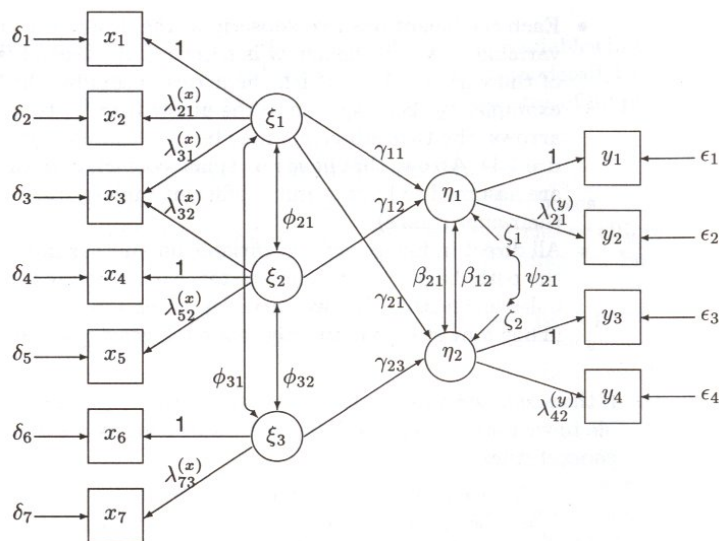 δ₁ x₁ 1
δ₂ x₂ λ₂₁⁽ˣ⁾ ξ₁
λ₃₁⁽ˣ⁾ γ₁₁ 1 y₁ ϵ₁
δ₃ x₃ λ₃₂⁽ˣ⁾ ϕ₂₁ γ₁₂ η₁ λ₂₁⁽ʸ⁾
ζ₁ y₂ ϵ₂
δ₄ x₄ 1 ξ₂ β₂₁ β₁₂ ψ₂₁
λ₅₂⁽ˣ⁾ γ₂₁ ζ₂ y₃ ϵ₃
δ₅ x₅ η₂ 1
ϕ₃₁ ϕ₃₂ γ₂₃
λ₄₂⁽ʸ⁾ y₄ ϵ₄
δ₆ x₆ 1 ξ₃
λ₇₃⁽ˣ⁾
δ₇ x₇